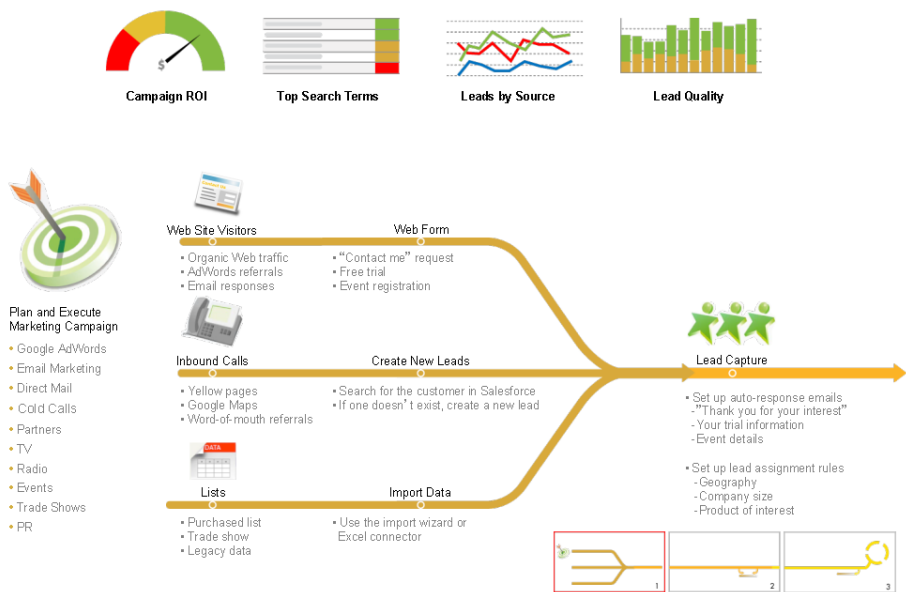 $
Campaign ROI
Top Search Terms
Leads by Source
Lead Quality
Contact us
Web Site Visitors
• Organic Web traffic
• AdWords referrals
• Email responses
Web Form
• “Contact me” request
• Free trial
• Event registration
Plan and Execute
Marketing Campaign
• Google AdWords
• Email Marketing
• Direct Mail
• Cold Calls
• Partners
• TV
• Radio
• Events
• Trade Shows
• PR
Inbound Calls
• Yellow pages
• Google Maps
• Word-of-mouth referrals
Create New Leads
• Search for the customer in Salesforce
• If one doesn’t exist, create a new lead
DATA
Lists
• Purchased list
• Trade show
• Legacy data
Import Data
• Use the import wizard or
Excel connector
Lead Capture
• Set up auto-response emails
-"Thank you for your interest”
-Your trial information
-Event details
• Set up lead assignment rules
-Geography
-Company size
-Product of interest
1
2
3